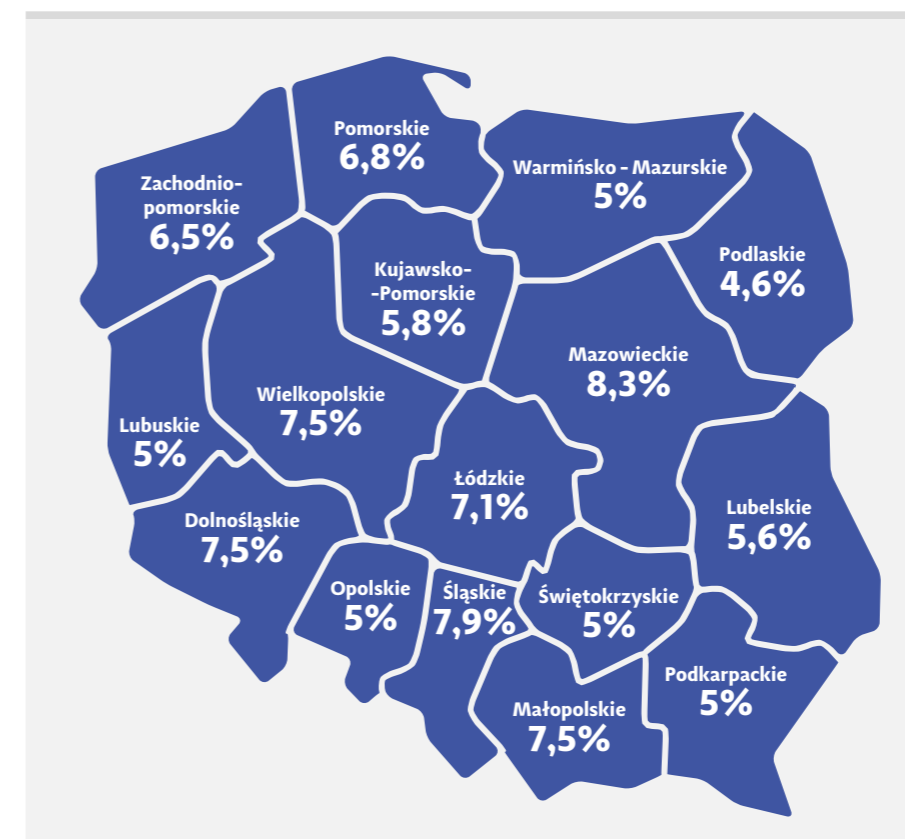 Pomorskie
6,8%
Warmińsko - Mazurskie
5%
Zachodnio-
pomorskie
6,5%
Podlaskie
4,6%
Kujawsko-
-Pomorskie
5,8%
Mazowieckie
8,3%
Wielkopolskie
7,5%
Lubuskie
5%
Łódzkie
7,1%
Lubelskie
5,6%
Dolnośląskie
7,5%
Opolskie
5%
Śląskie
7,9%
Świętokrzyskie
5%
Podkarpackie
5%
Małopolskie
7,5%